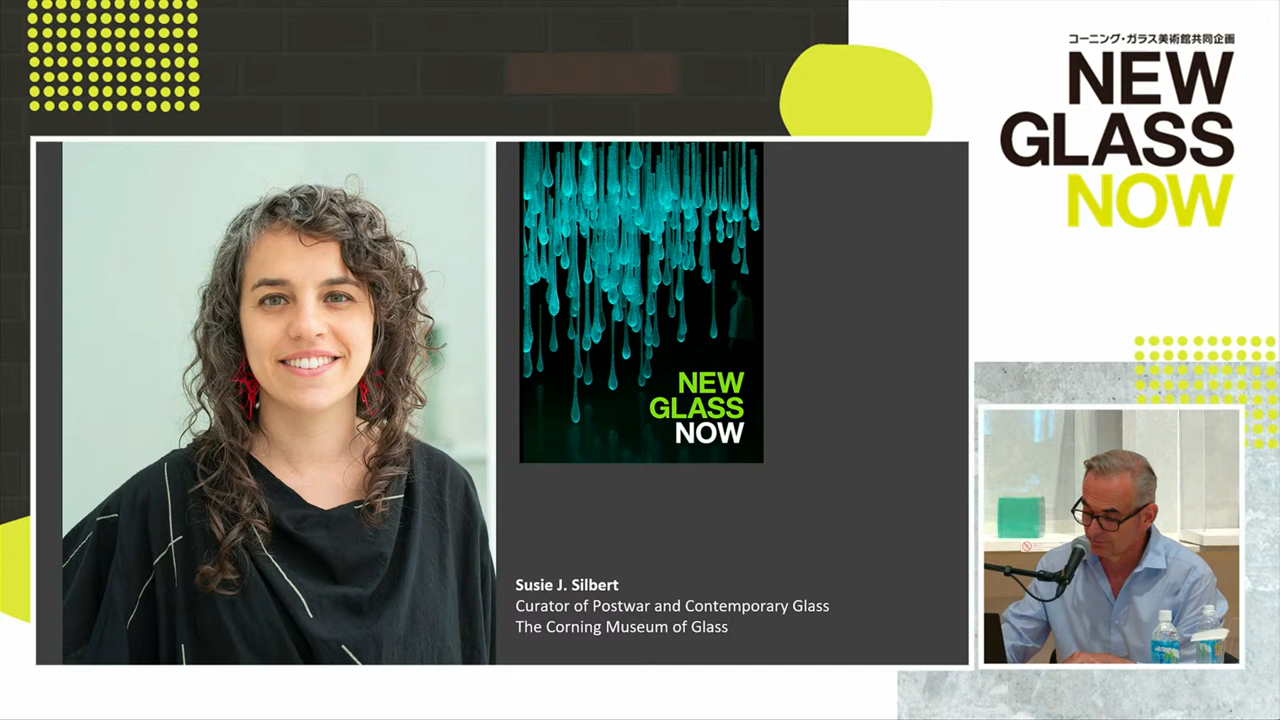 コーニング・ガラス美術館共同企画
NEW
GLASS
NOW
NEW
GLASS
NOW
Susie J. Silbert
Curator of Postwar and Contemporary Glass
The Corning Museum of Glass